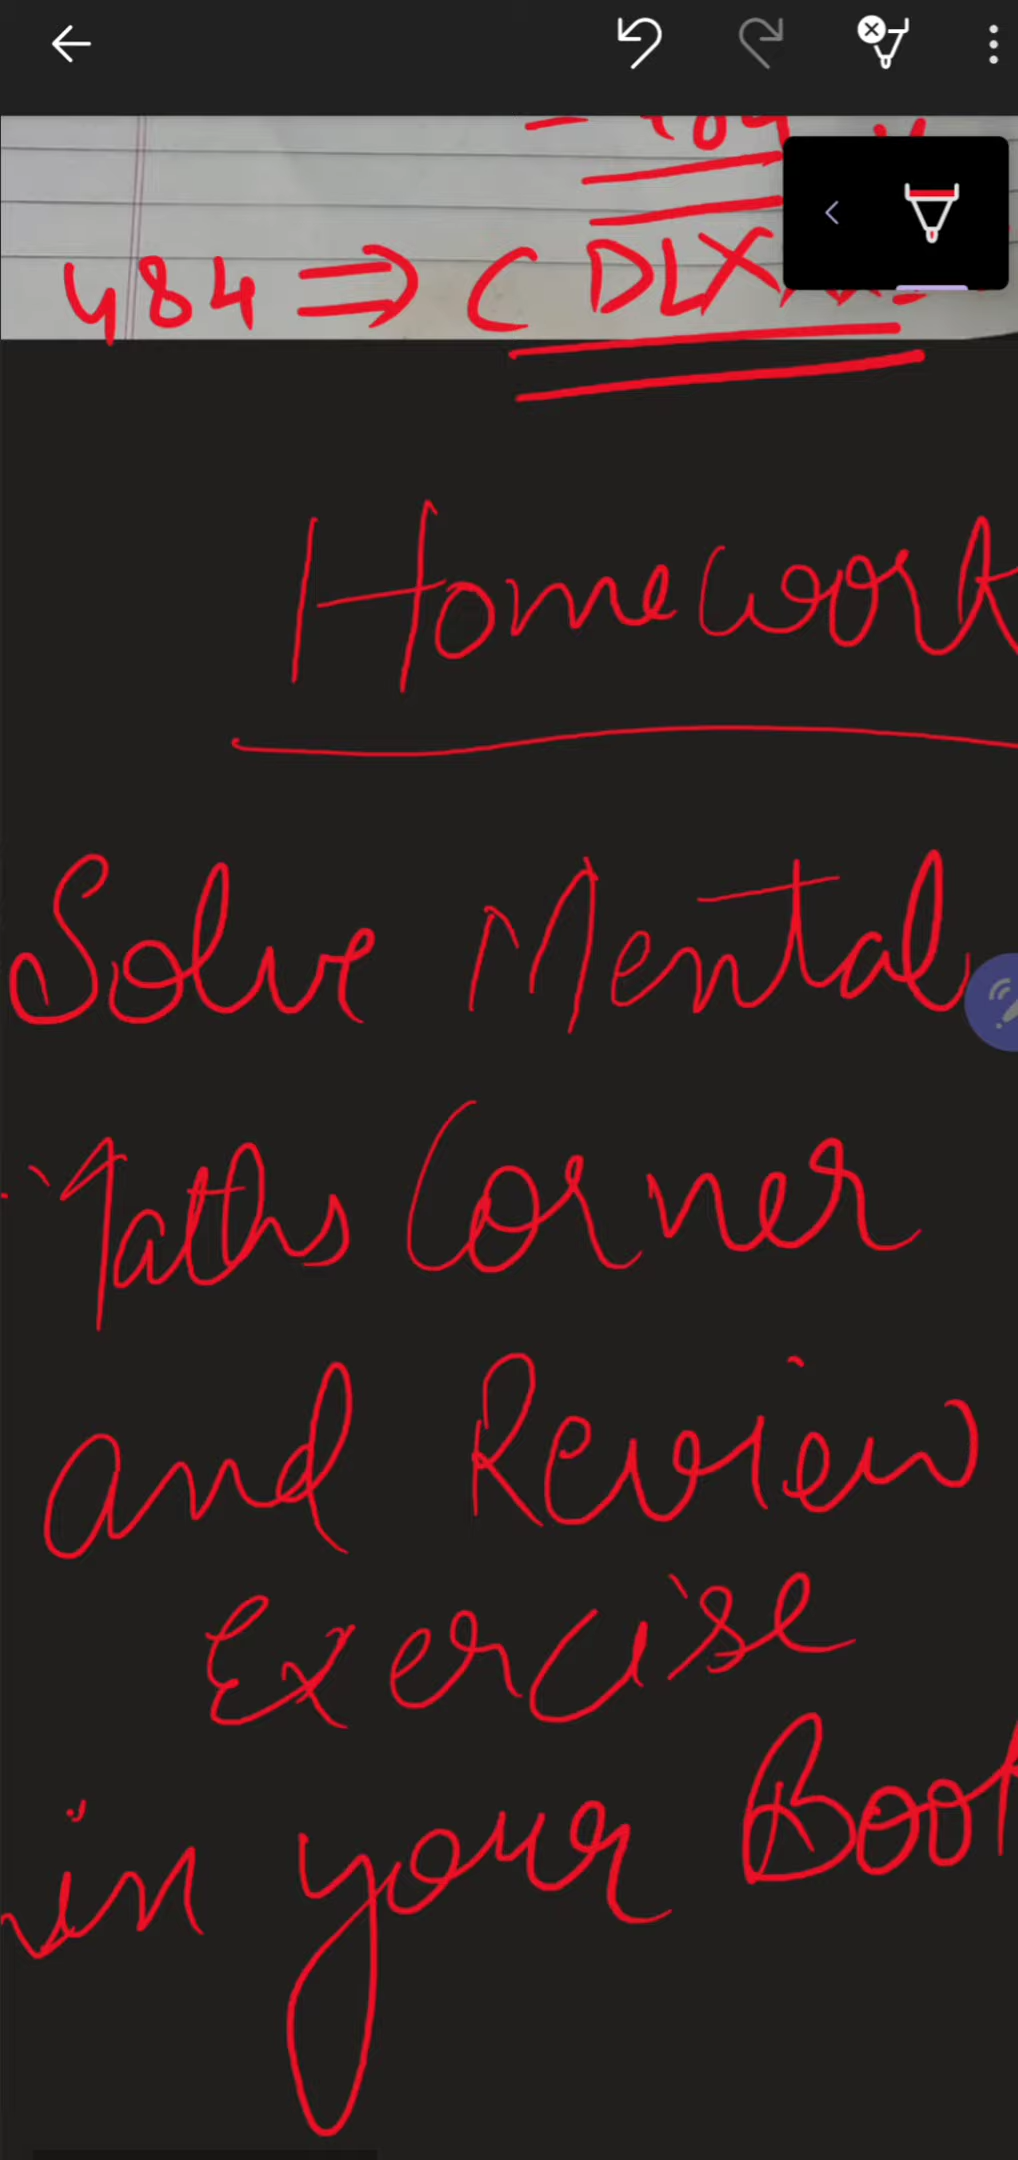 484 ⇒ CDLX
Homework
Solve Mental
Maths Corner
and Review
Exercise
in your Book